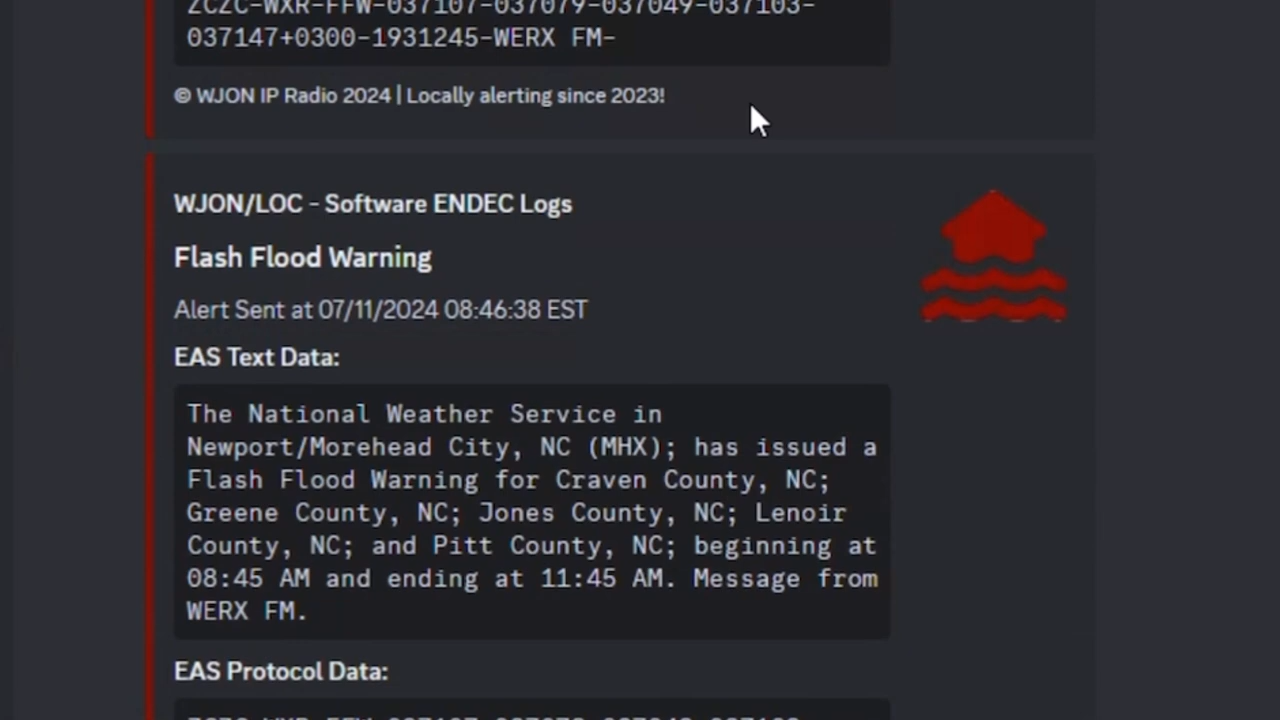 ZCZC-WXR-FFW-037107-037079-037049-037103-
037147+0300-1931245-WERX FM-
© WJON IP Radio 2024 | Locally alerting since 2023!
WJON/LOC - Software ENDEC Logs
Flash Flood Warning
Alert Sent at 07/11/2024 08:46:38 EST
EAS Text Data:
The National Weather Service in
Newport/Morehead City, NC (MHX); has issued a
Flash Flood Warning for Craven County, NC;
Greene County, NC; Jones County, NC; Lenoir
County, NC; and Pitt County, NC; beginning at
08:45 AM and ending at 11:45 AM. Message from
WERX FM.
EAS Protocol Data: